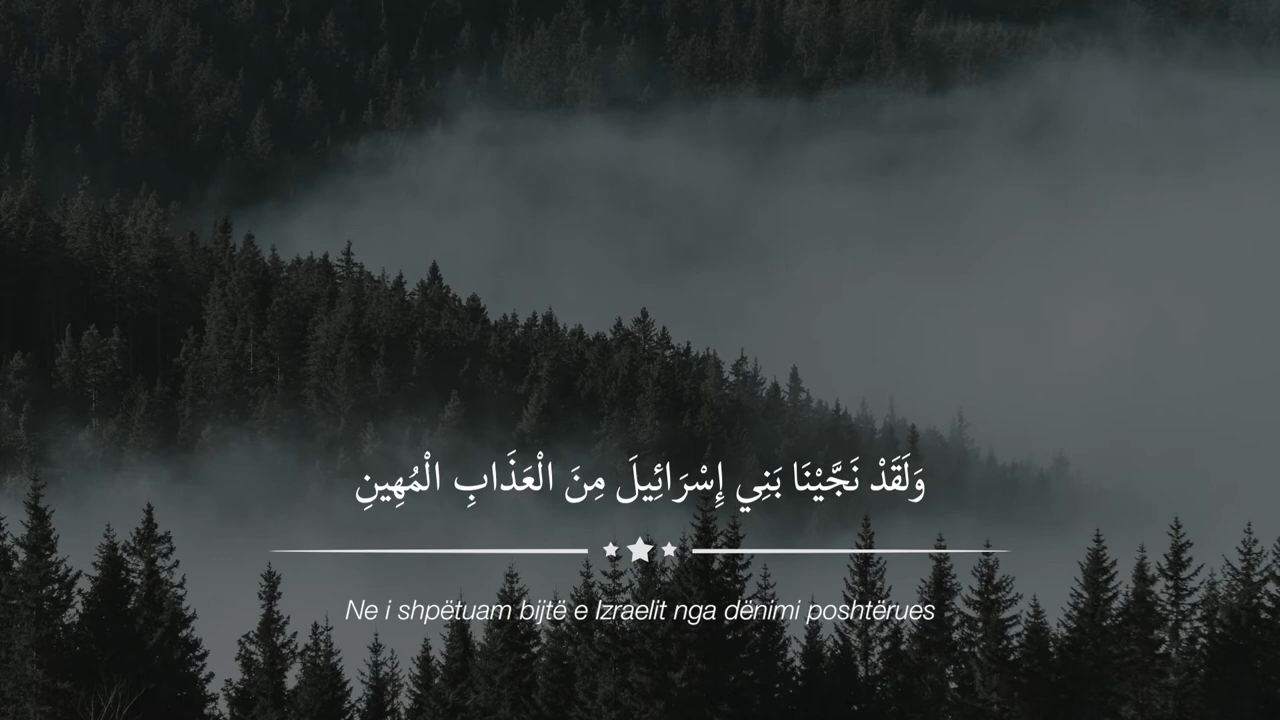 وَلَقَدْ نَجَّيْنَا بَنِي إِسْرَائِيلَ مِنَ الْعَذَابِ الْمُهِينِ
Ne i shpëtuam bijtë e Izraelit nga dënimi poshtërues